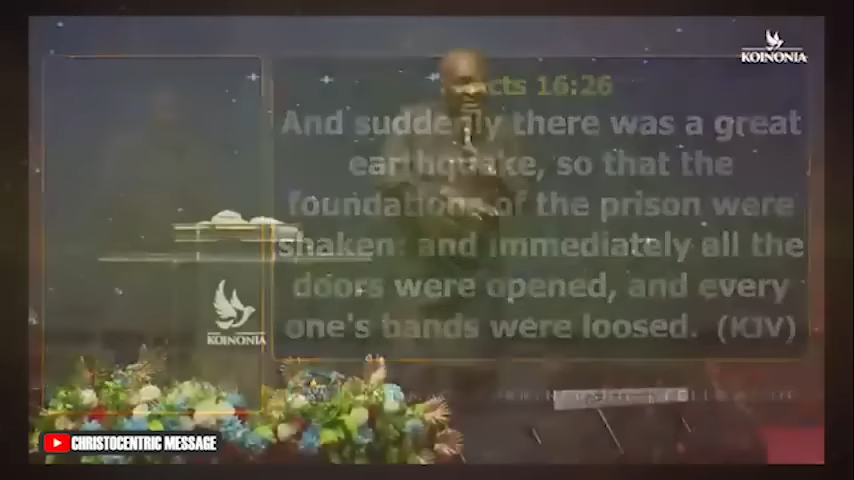 KOINONIA
Acts 16:26
And suddenly there was a great
earthquake, so that the
foundations of the prison were
shaken: and immediately all the
doors were opened, and every
one's bands were loosed. (KJV)
KOINONIA
CHRISTOCENTRIC MESSAGE